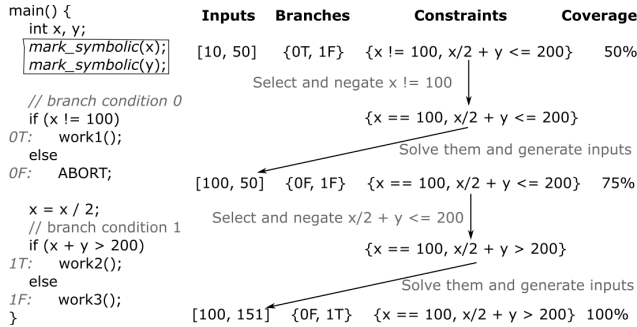 main() {
int x, y;
mark_symbolic(x);
mark_symbolic(y);
// branch condition 0
if (x != 100)
0T: work1();
else
0F: ABORT;
x = x / 2;
// branch condition 1
if (x + y > 200)
1T: work2();
else
1F: work3();
}
Inputs Branches Constraints Coverage
[10, 50] {0T, 1F} {x != 100, x/2 + y <= 200} 50%
Select and negate x != 100
{x == 100, x/2 + y <= 200}
Solve them and generate inputs
[100, 50] {0F, 1F} {x == 100, x/2 + y <= 200} 75%
Select and negate x/2 + y <= 200
{x == 100, x/2 + y > 200}
Solve them and generate inputs
[100, 151] {0F, 1T} {x == 100, x/2 + y > 200} 100%